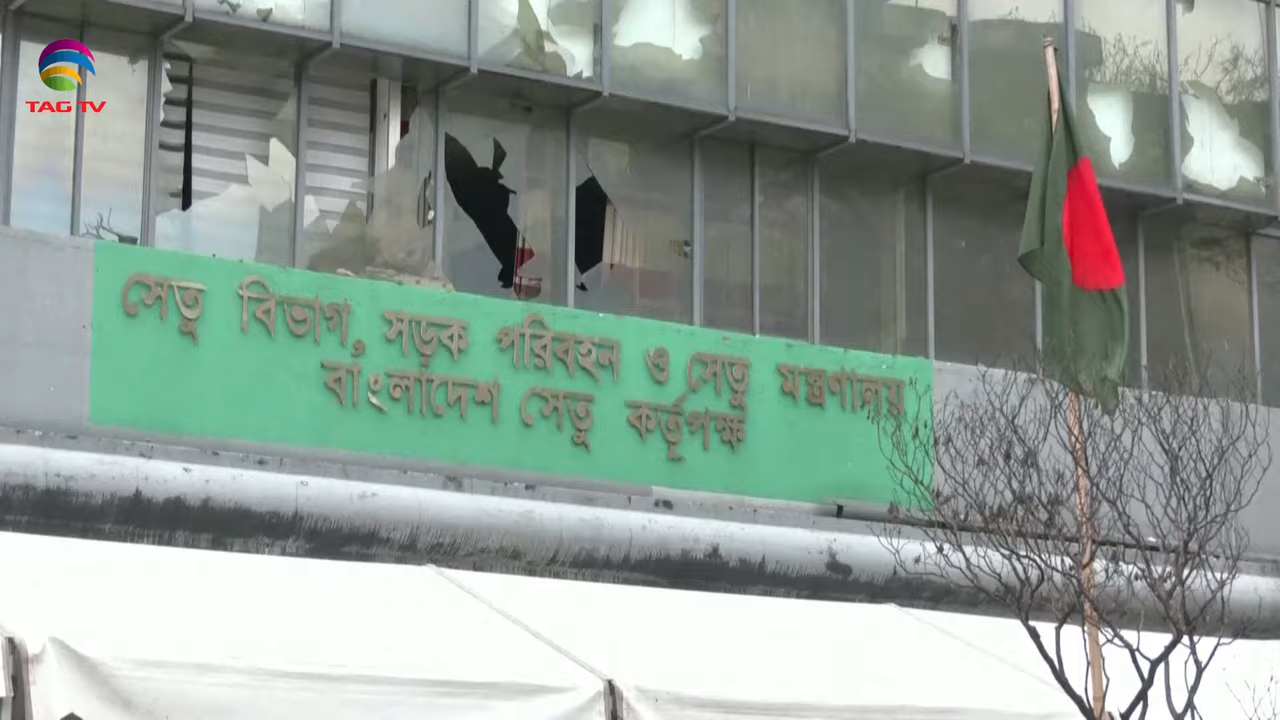 TAG TV
সেতু বিভাগ, সড়ক পরিবহন ও সেতু মন্ত্রণালয়
বাংলাদেশ সেতু কর্তৃপক্ষ